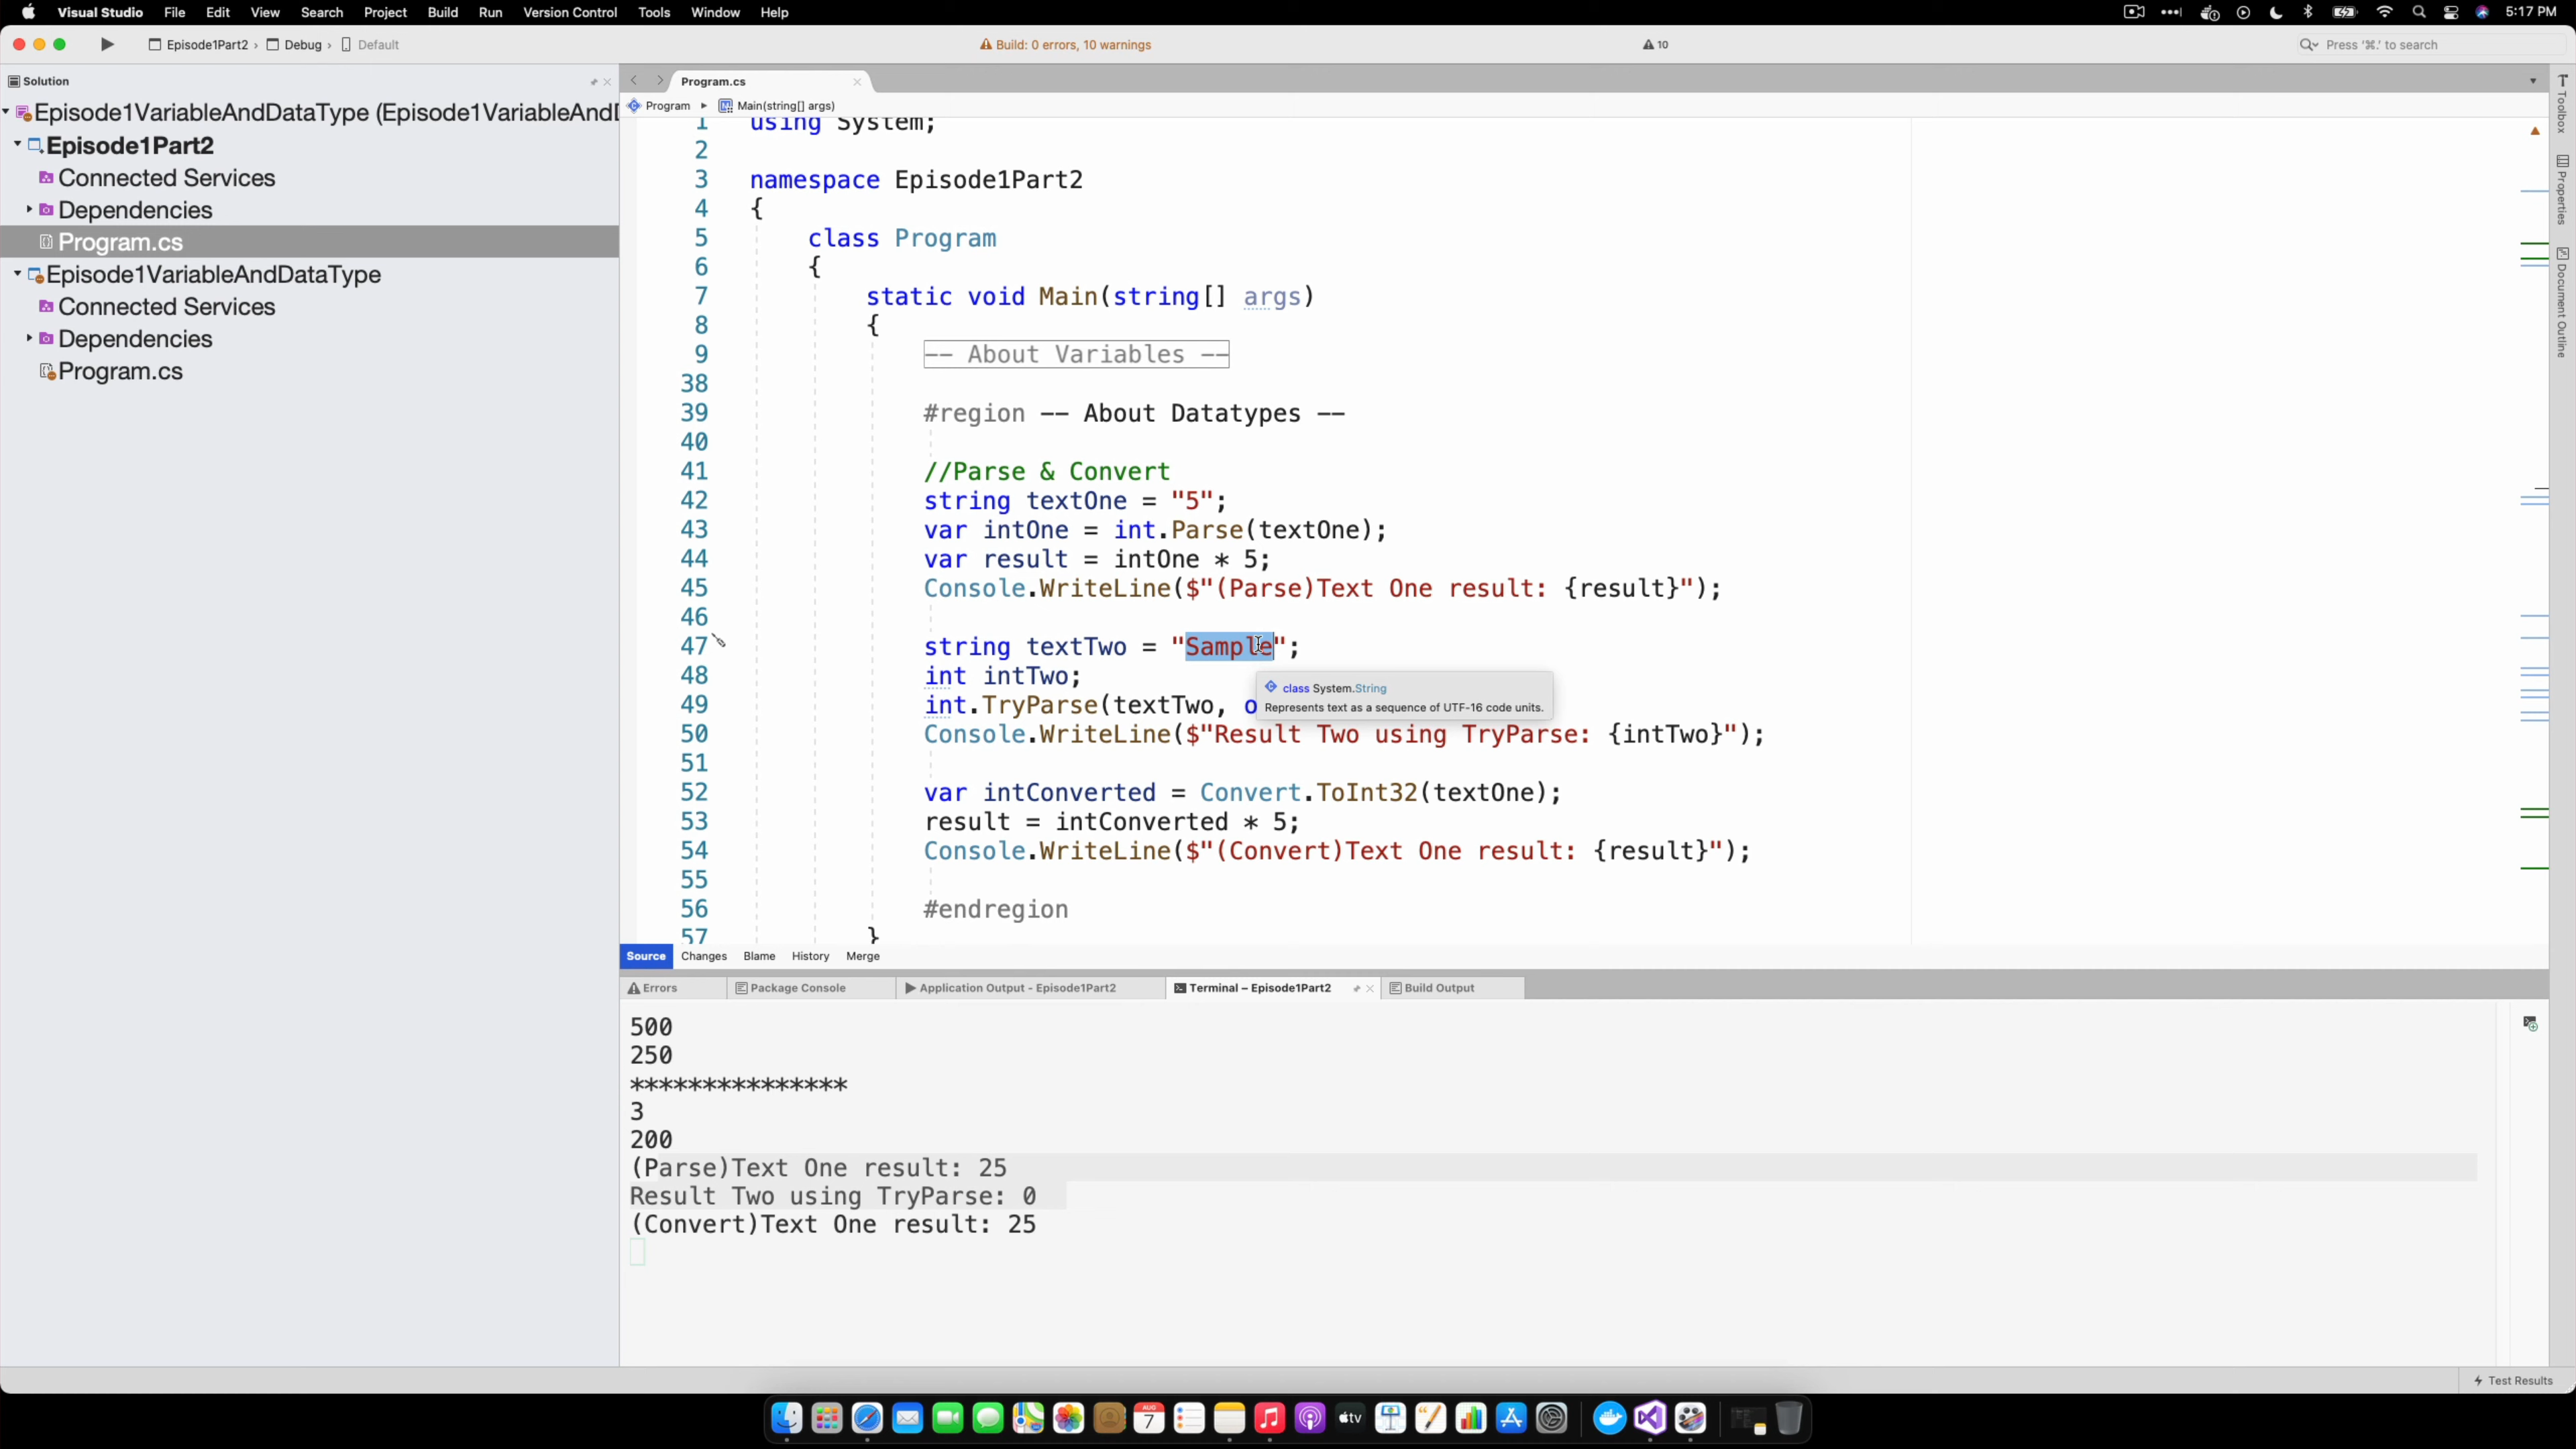 Visual Studio File Edit View Search Project Build Run Version Control Tools Window Help 5:17 PM
Episode1Part2 › Debug › Default Build: 0 errors, 10 warnings 10 Press '⌘.' to search
Solution
Episode1VariableAndDataType (Episode1VariableAndD
Episode1Part2
Connected Services
Dependencies
Program.cs
Episode1VariableAndDataType
Connected Services
Dependencies
Program.cs
Program.cs
Program Main(string[] args)
1 using System;
2
3 namespace Episode1Part2
4 {
5 class Program
6 {
7 static void Main(string[] args)
8 {
9 -- About Variables --
38
39 #region -- About Datatypes --
40
41 //Parse & Convert
42 string textOne = "5";
43 var intOne = int.Parse(textOne);
44 var result = intOne * 5;
45 Console.WriteLine($"(Parse)Text One result: {result}");
46
47 string textTwo = "Sample";
48 int intTwo;
class System.String
Represents text as a sequence of UTF-16 code units.
49 int.TryParse(textTwo, o
50 Console.WriteLine($"Result Two using TryParse: {intTwo}");
51
52 var intConverted = Convert.ToInt32(textOne);
53 result = intConverted * 5;
54 Console.WriteLine($"(Convert)Text One result: {result}");
55
56 #endregion
57 }
Source Changes Blame History Merge
Errors Package Console Application Output - Episode1Part2 Terminal – Episode1Part2 Build Output
500
250
***************
3
200
(Parse)Text One result: 25
Result Two using TryParse: 0
(Convert)Text One result: 25
Toolbox
Properties
Document Outline
Test Results
AUG
7
tv